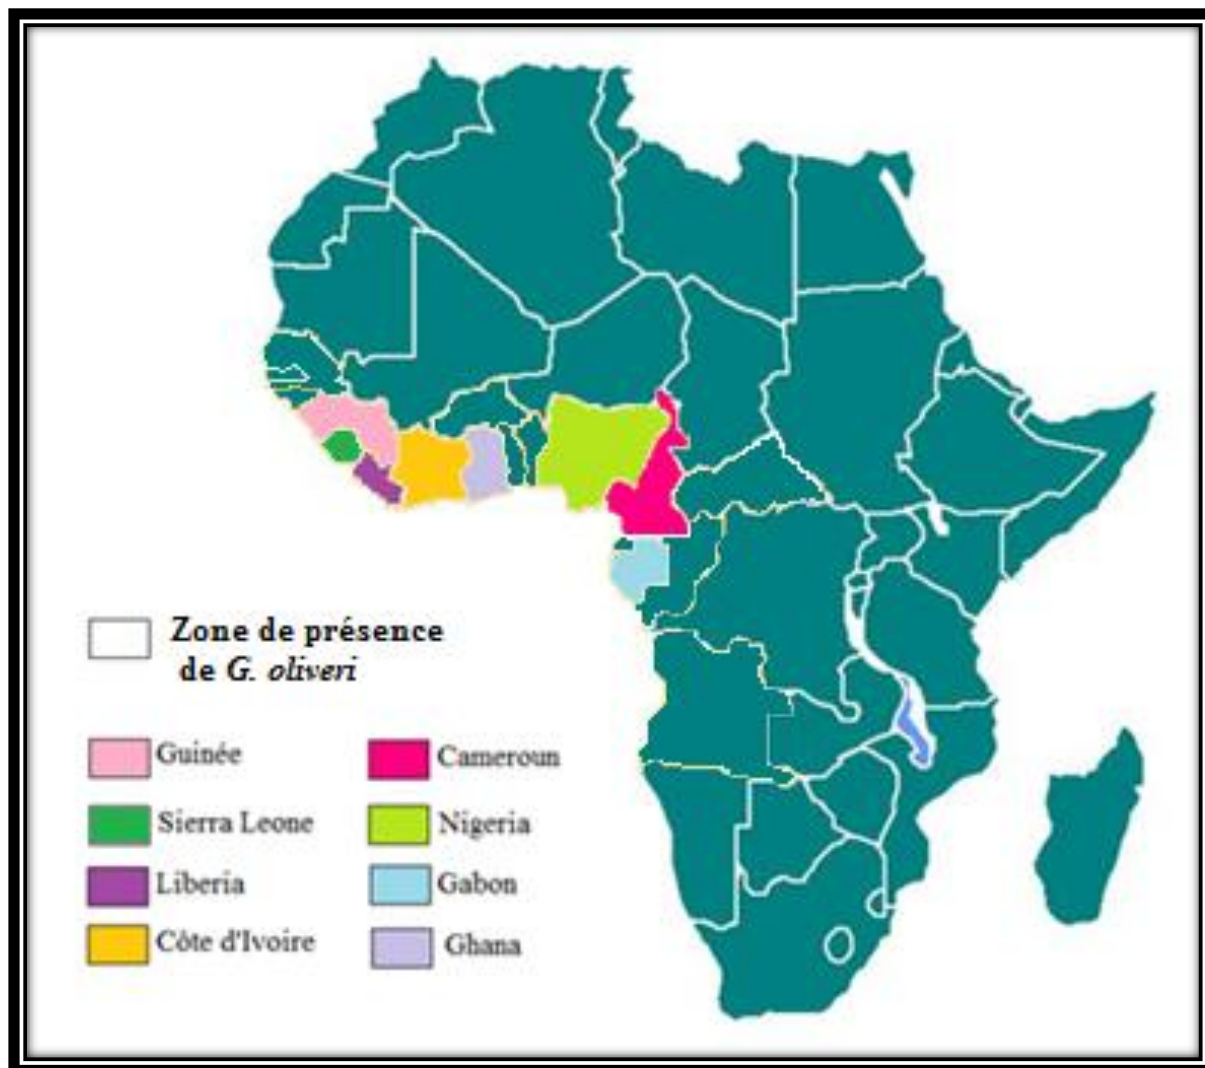 Zone de présence
de G. oliveri
Guinée
Sierra Leone
Liberia
Côte d'Ivoire
Cameroun
Nigeria
Gabon
Ghana